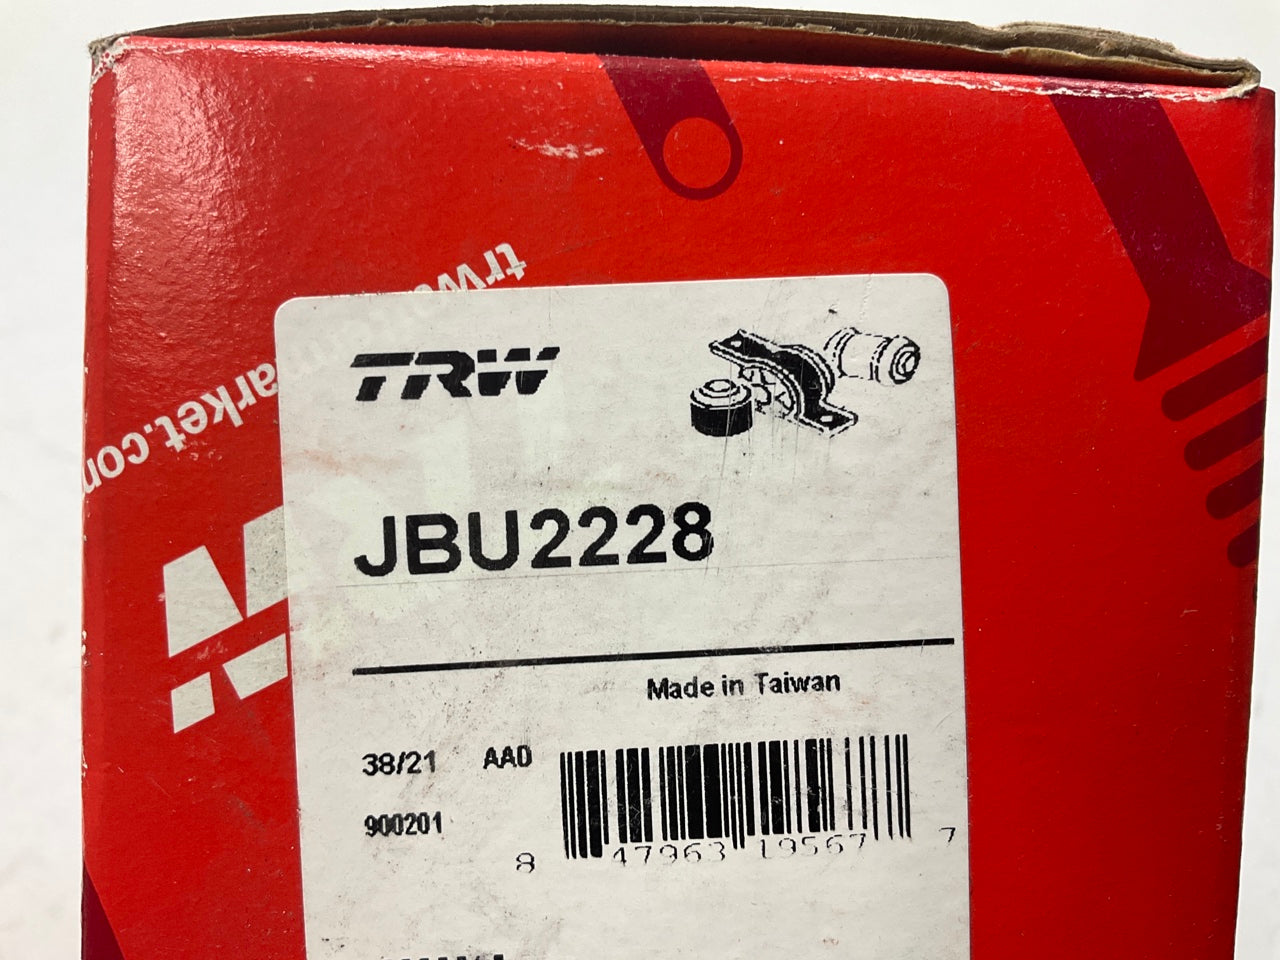 trwaftermarket.com
TRW
JBU2228
Made in Taiwan
38/21 AA0
900201
8 47963 19567 7